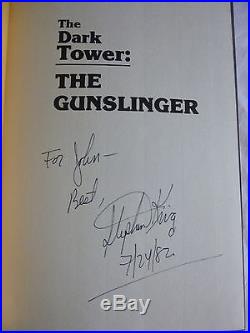 The
Dark
Tower:
THE
GUNSLINGER
For John—
Best,
Stephen King
7/24/82